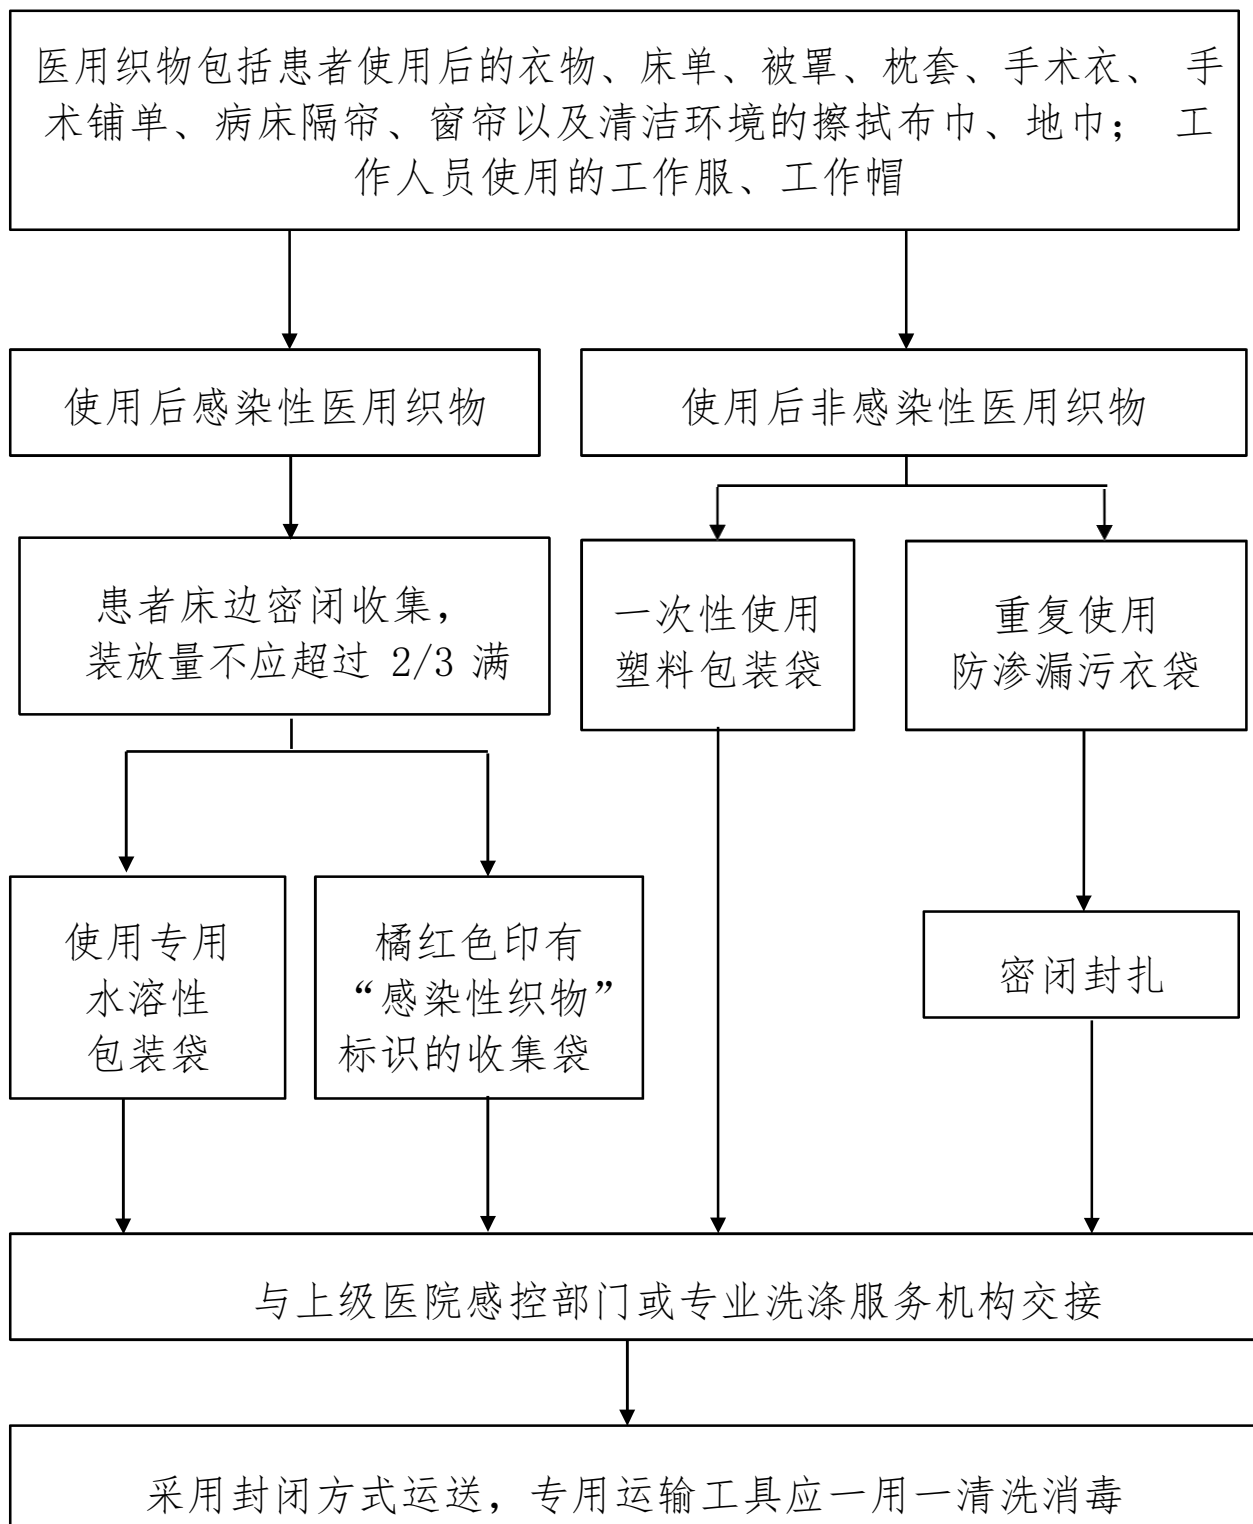 医用织物包括患者使用后的衣物、床单、被罩、枕套、手术衣、 手
术铺单、病床隔帘、窗帘以及清洁环境的擦拭布巾、地巾； 工
作人员使用的工作服、工作帽
使用后感染性医用织物
使用后非感染性医用织物
患者床边密闭收集，
装放量不应超过 2/3 满
一次性使用
塑料包装袋
重复使用
防渗漏污衣袋
使用专用
水溶性
包装袋
橘红色印有
“感染性织物”
标识的收集袋
密闭封扎
与上级医院感控部门或专业洗涤服务机构交接
采用封闭方式运送，专用运输工具应一用一清洗消毒